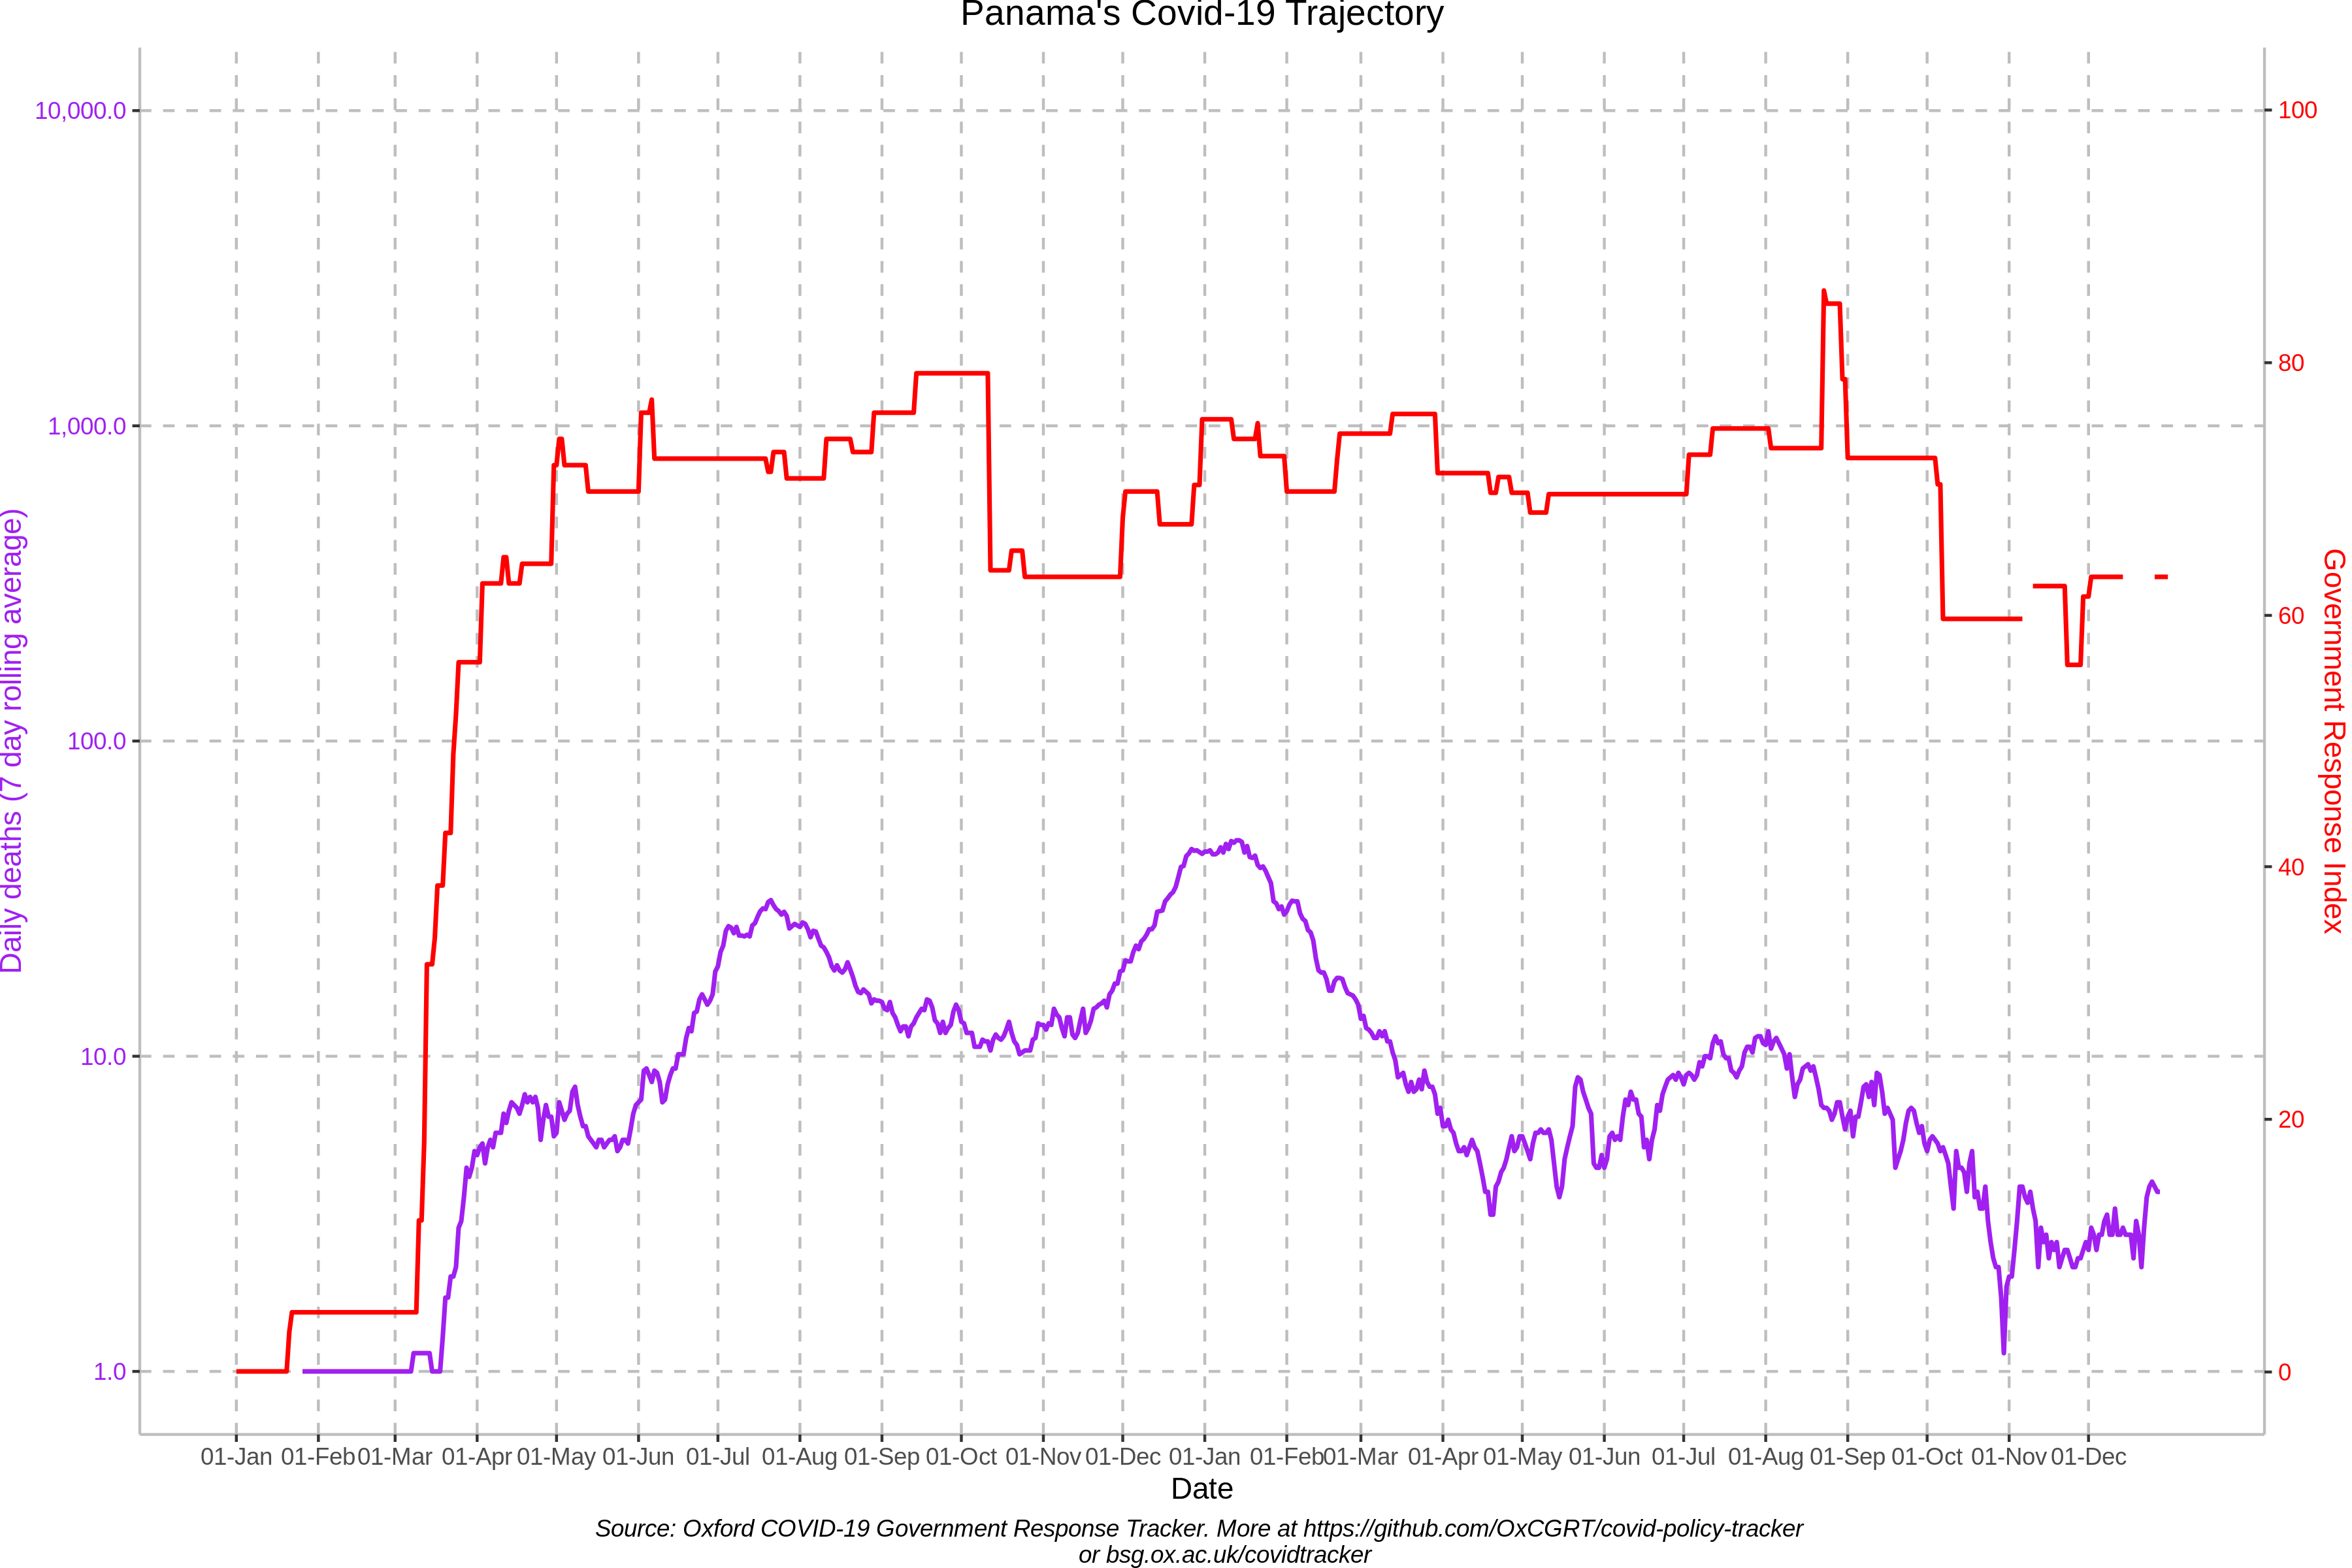 Panama's Covid-19 Trajectory
10,000.0
1,000.0
100.0
10.0
1.0
Daily deaths (7 day rolling average)
100
80
60
40
20
0
Government Response Index
01-Jan 01-Feb 01-Mar 01-Apr 01-May 01-Jun 01-Jul 01-Aug 01-Sep 01-Oct 01-Nov 01-Dec 01-Jan 01-Feb 01-Mar 01-Apr 01-May 01-Jun 01-Jul 01-Aug 01-Sep 01-Oct 01-Nov 01-Dec
Date
Source: Oxford COVID-19 Government Response Tracker. More at https://github.com/OxCGRT/covid-policy-tracker
or bsg.ox.ac.uk/covidtracker